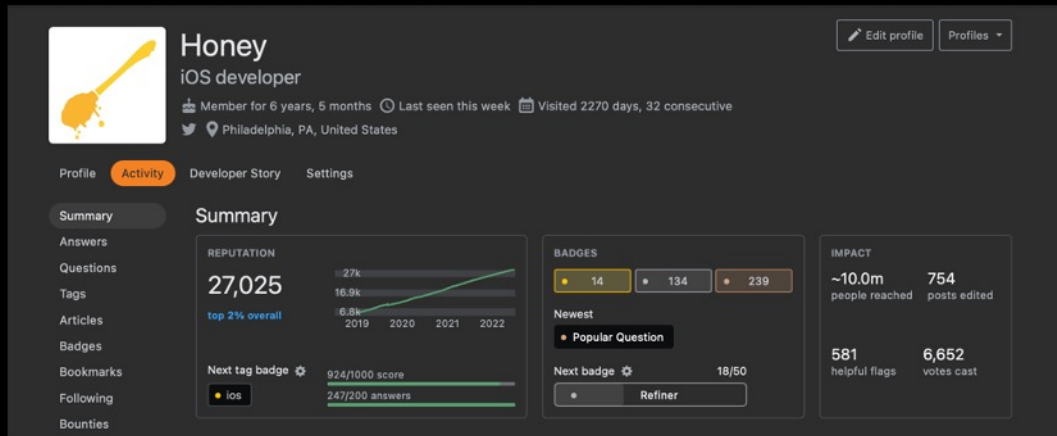 Honey
Edit profile
Profiles
iOS developer
Member for 6 years, 5 months Last seen this week Visited 2270 days, 32 consecutive
Philadelphia, PA, United States
Profile Activity Developer Story Settings
Summary
Answers
Questions
Tags
Articles
Badges
Bookmarks
Following
Bounties
Summary
REPUTATION
27,025
top 2% overall
27k
16.9k
6.8k
2019 2020 2021 2022
Next tag badge
ios
924/1000 score
247/200 answers
BADGES
14 134 239
Newest
Popular Question
Next badge 18/50
Refiner
IMPACT
~10.0m
people reached
754
posts edited
581
helpful flags
6,652
votes cast